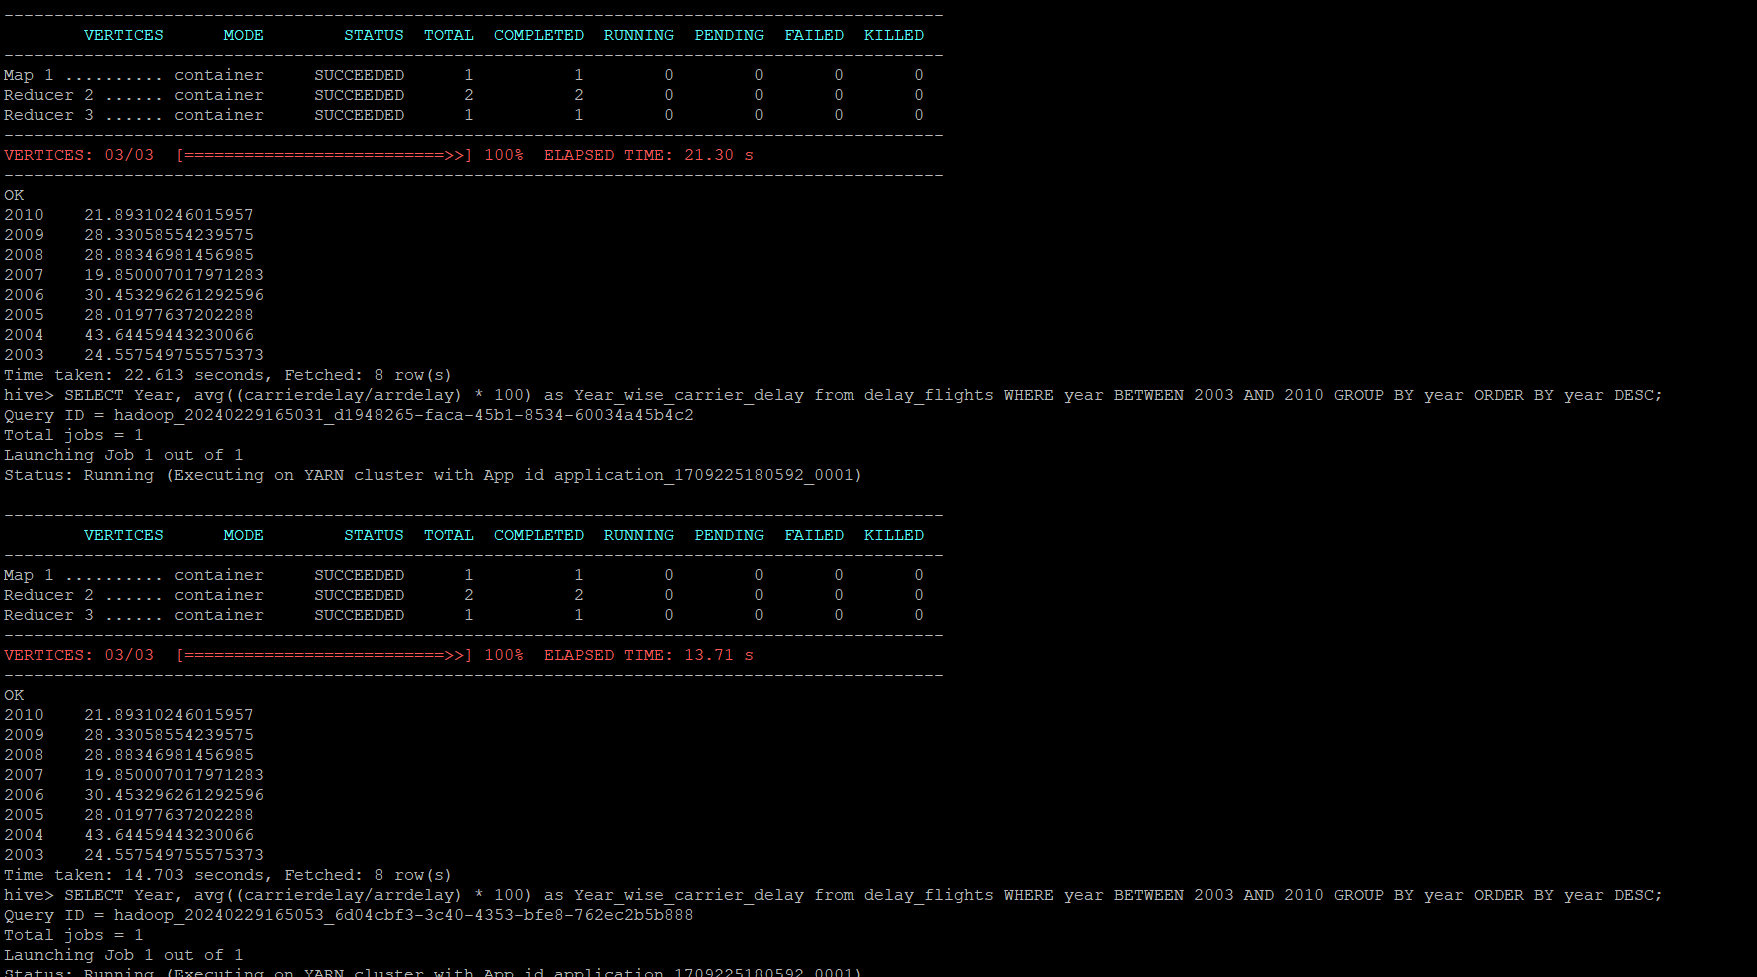 ----------------------------------------------------------------------------------------------
        VERTICES      MODE        STATUS  TOTAL  COMPLETED  RUNNING  PENDING  FAILED  KILLED
----------------------------------------------------------------------------------------------
Map 1 .......... container     SUCCEEDED      1          1        0        0       0       0
Reducer 2 ...... container     SUCCEEDED      2          2        0        0       0       0
Reducer 3 ...... container     SUCCEEDED      1          1        0        0       0       0
----------------------------------------------------------------------------------------------
VERTICES: 03/03  [==========================>>] 100%  ELAPSED TIME: 21.30 s
----------------------------------------------------------------------------------------------
OK
2010    21.89310246015957
2009    28.33058554239575
2008    28.88346981456985
2007    19.850007017971283
2006    30.453296261292596
2005    28.01977637202288
2004    43.64459443230066
2003    24.557549755575373
Time taken: 22.613 seconds, Fetched: 8 row(s)
hive> SELECT Year, avg((carrierdelay/arrdelay) * 100) as Year_wise_carrier_delay from delay_flights WHERE year BETWEEN 2003 AND 2010 GROUP BY year ORDER BY year DESC;
Query ID = hadoop_20240229165031_d1948265-faca-45b1-8534-60034a45b4c2
Total jobs = 1
Launching Job 1 out of 1
Status: Running (Executing on YARN cluster with App id application_1709225180592_0001)

----------------------------------------------------------------------------------------------
        VERTICES      MODE        STATUS  TOTAL  COMPLETED  RUNNING  PENDING  FAILED  KILLED
----------------------------------------------------------------------------------------------
Map 1 .......... container     SUCCEEDED      1          1        0        0       0       0
Reducer 2 ...... container     SUCCEEDED      2          2        0        0       0       0
Reducer 3 ...... container     SUCCEEDED      1          1        0        0       0       0
----------------------------------------------------------------------------------------------
VERTICES: 03/03  [==========================>>] 100%  ELAPSED TIME: 13.71 s
----------------------------------------------------------------------------------------------
OK
2010    21.89310246015957
2009    28.33058554239575
2008    28.88346981456985
2007    19.850007017971283
2006    30.453296261292596
2005    28.01977637202288
2004    43.64459443230066
2003    24.557549755575373
Time taken: 14.703 seconds, Fetched: 8 row(s)
hive> SELECT Year, avg((carrierdelay/arrdelay) * 100) as Year_wise_carrier_delay from delay_flights WHERE year BETWEEN 2003 AND 2010 GROUP BY year ORDER BY year DESC;
Query ID = hadoop_20240229165053_6d04cbf3-3c40-4353-bfe8-762ec2b5b888
Total jobs = 1
Launching Job 1 out of 1
Status: Running (Executing on YARN cluster with App id application_1709225180592_0001)